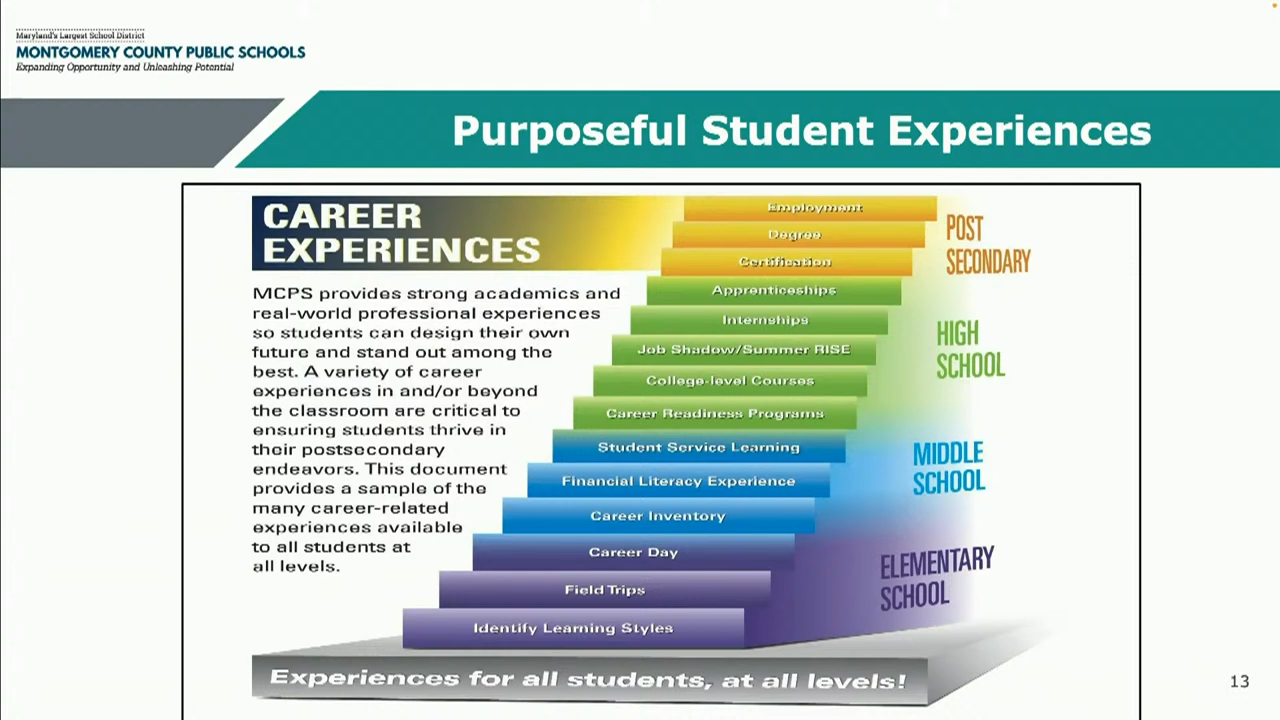 Maryland's Largest School District
MONTGOMERY COUNTY PUBLIC SCHOOLS
Expanding Opportunity and Unleashing Potential
Purposeful Student Experiences
CAREER
EXPERIENCES
MCPS provides strong academics and
real-world professional experiences
so students can design their own
future and stand out among the
best. A variety of career
experiences in and/or beyond
the classroom are critical to
ensuring students thrive in
their postsecondary
endeavors. This document
provides a sample of the
many career-related
experiences available
to all students at
all levels.
Employment
Degree
Certification
POST
SECONDARY
Apprenticeships
Internships
Job Shadow/Summer RISE
College-level Courses
Career Readiness Programs
HIGH
SCHOOL
Student Service Learning
Financial Literacy Experience
Career Inventory
MIDDLE
SCHOOL
Career Day
Field Trips
Identify Learning Styles
ELEMENTARY
SCHOOL
Experiences for all students, at all levels!
13